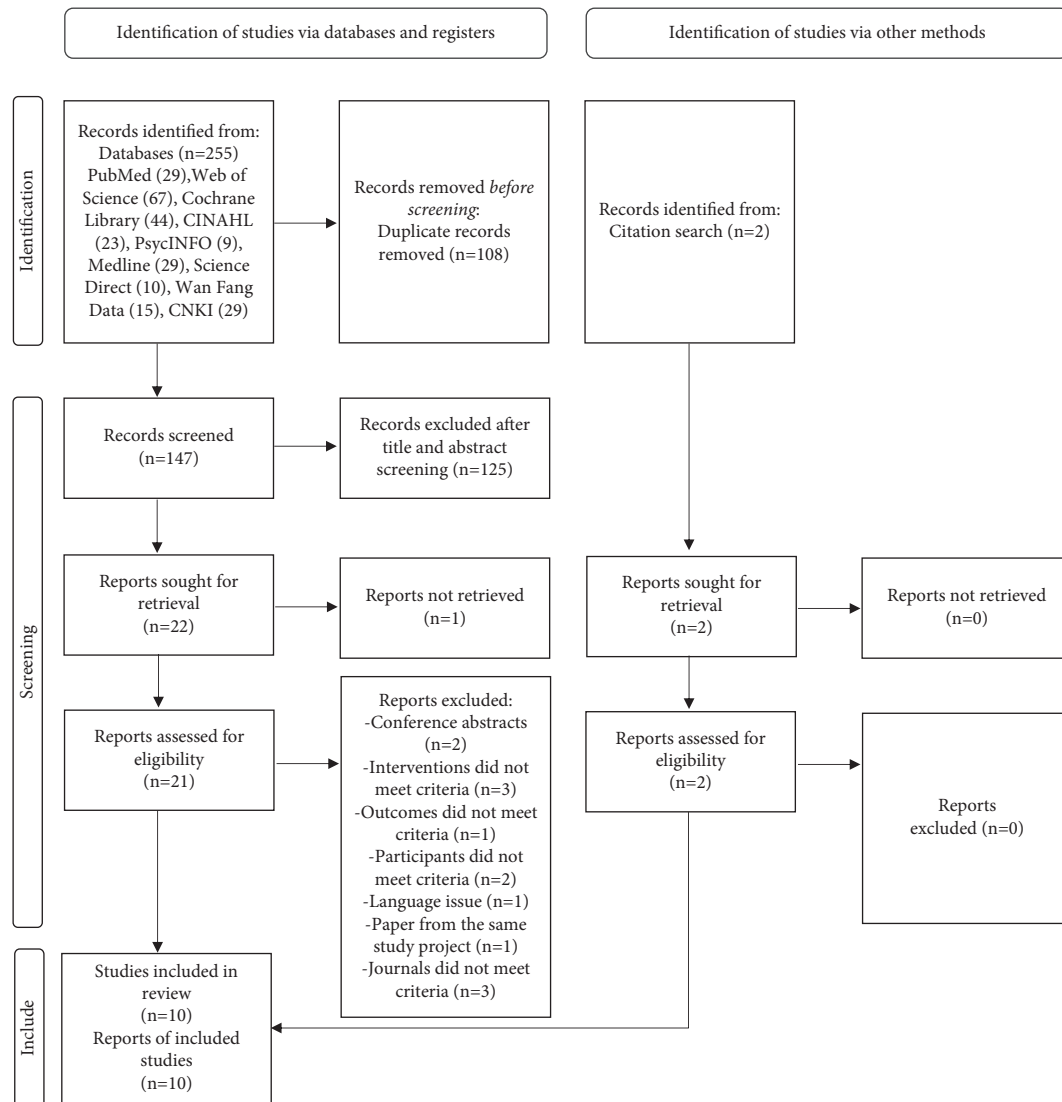 Identification of studies via databases and registers
Identification of studies via other methods
Identification
Records identified from:
Databases (n=255)
PubMed (29),Web of
Science (67), Cochrane
Library (44), CINAHL
(23), PsycINFO (9),
Medline (29), Science
Direct (10), Wan Fang
Data (15), CNKI (29)
Records removed before
screening:
Duplicate records
removed (n=108)
Records identified from:
Citation search (n=2)
Screening
Records screened
(n=147)
Records excluded after
title and abstract
screening (n=125)
Reports sought for
retrieval
(n=22)
Reports not retrieved
(n=1)
Reports sought for
retrieval
(n=2)
Reports not retrieved
(n=0)
Reports assessed for
eligibility
(n=21)
Reports excluded:
-Conference abstracts
(n=2)
-Interventions did not
meet criteria (n=3)
-Outcomes did not meet
criteria (n=1)
-Participants did not
meet criteria (n=2)
-Language issue (n=1)
-Paper from the same
study project (n=1)
-Journals did not meet
criteria (n=3)
Reports assessed for
eligibility
(n=2)
Reports
excluded (n=0)
Include
Studies included in
review
(n=10)
Reports of included
studies
(n=10)